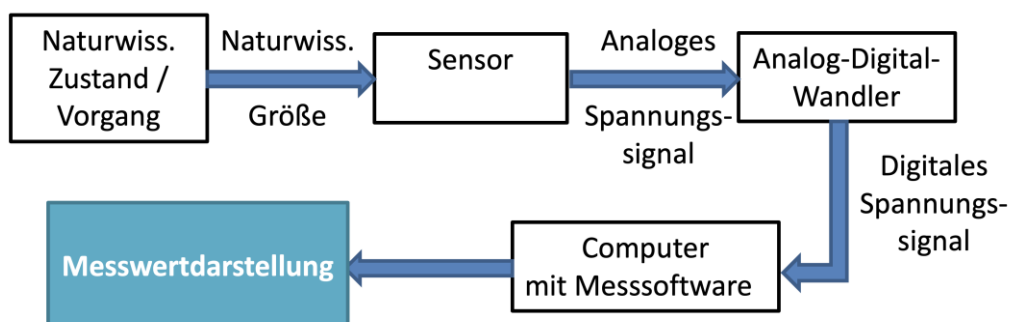 Naturwiss.
Zustand /
Vorgang
Naturwiss.
Größe
Sensor
Analoges
Spannungs-
signal
Analog-Digital-
Wandler
Digitales
Spannungs-
signal
Computer
mit Messsoftware
Messwertdarstellung